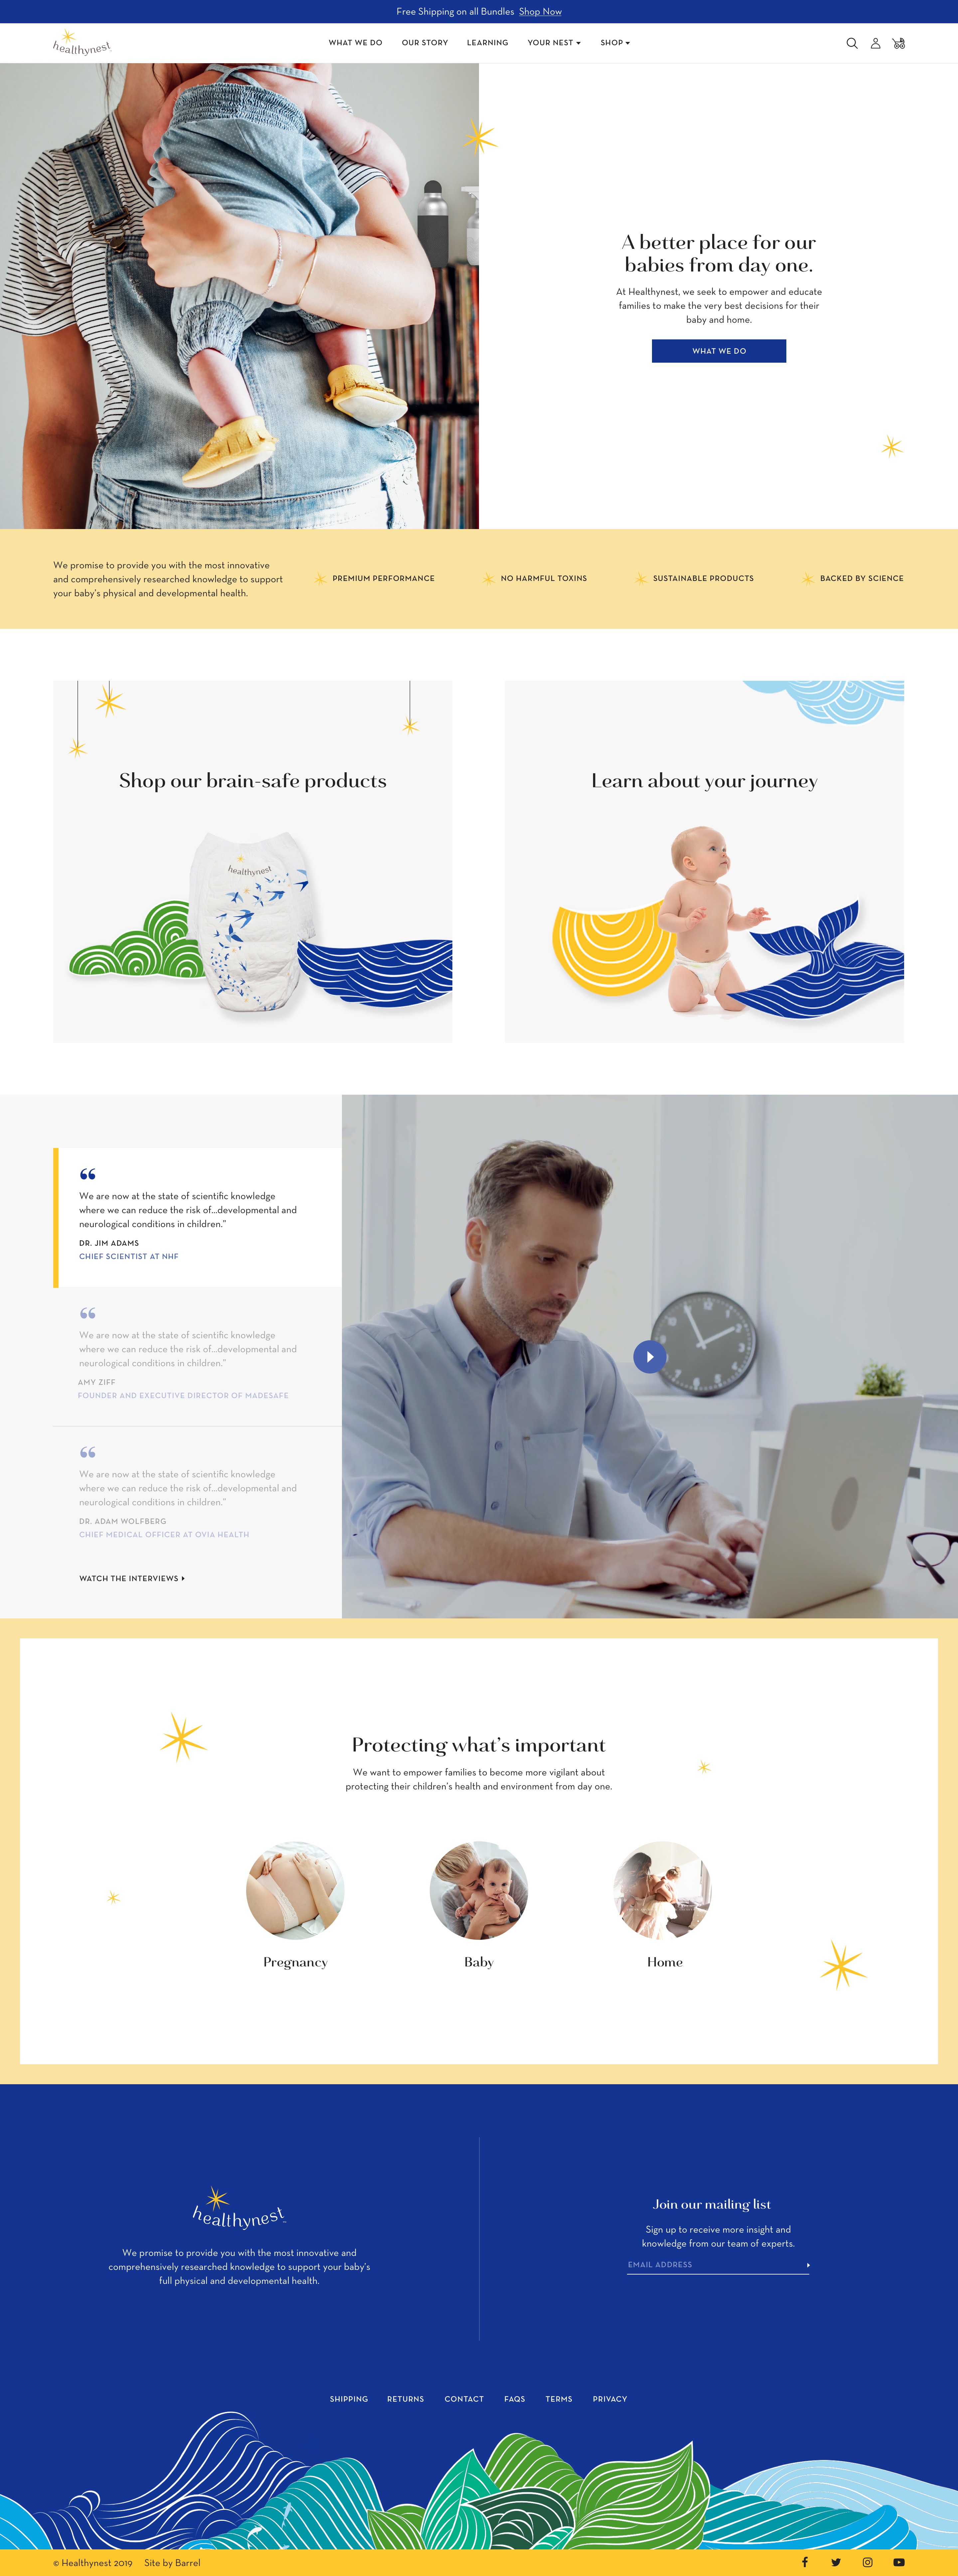 Free Shipping on all Bundles Shop Now
healthynest
WHAT WE DO OUR STORY LEARNING YOUR NEST SHOP
A better place for our
babies from day one.
At Healthynest, we seek to empower and educate
families to make the very best decisions for their
baby and home.
WHAT WE DO
We promise to provide you with the most innovative
and comprehensively researched knowledge to support
your baby's physical and developmental health.
PREMIUM PERFORMANCE
NO HARMFUL TOXINS
SUSTAINABLE PRODUCTS
BACKED BY SCIENCE
Shop our brain-safe products
healthynest
Learn about your journey
“
We are now at the state of scientific knowledge
where we can reduce the risk of...developmental and
neurological conditions in children.”
DR. JIM ADAMS
CHIEF SCIENTIST AT NHF
“
We are now at the state of scientific knowledge
where we can reduce the risk of...developmental and
neurological conditions in children.”
AMY ZIFF
FOUNDER AND EXECUTIVE DIRECTOR OF MADESAFE
“
We are now at the state of scientific knowledge
where we can reduce the risk of...developmental and
neurological conditions in children.”
DR. ADAM WOLFBERG
CHIEF MEDICAL OFFICER AT OVIA HEALTH
WATCH THE INTERVIEWS
Protecting what's important
We want to empower families to become more vigilant about
protecting their children's health and environment from day one.
Pregnancy
Baby
Home
healthynest
We promise to provide you with the most innovative and
comprehensively researched knowledge to support your baby's
full physical and developmental health.
Join our mailing list
Sign up to receive more insight and
knowledge from our team of experts.
EMAIL ADDRESS
SHIPPING RETURNS CONTACT FAQS TERMS PRIVACY
© Healthynest 2019 Site by Barrel